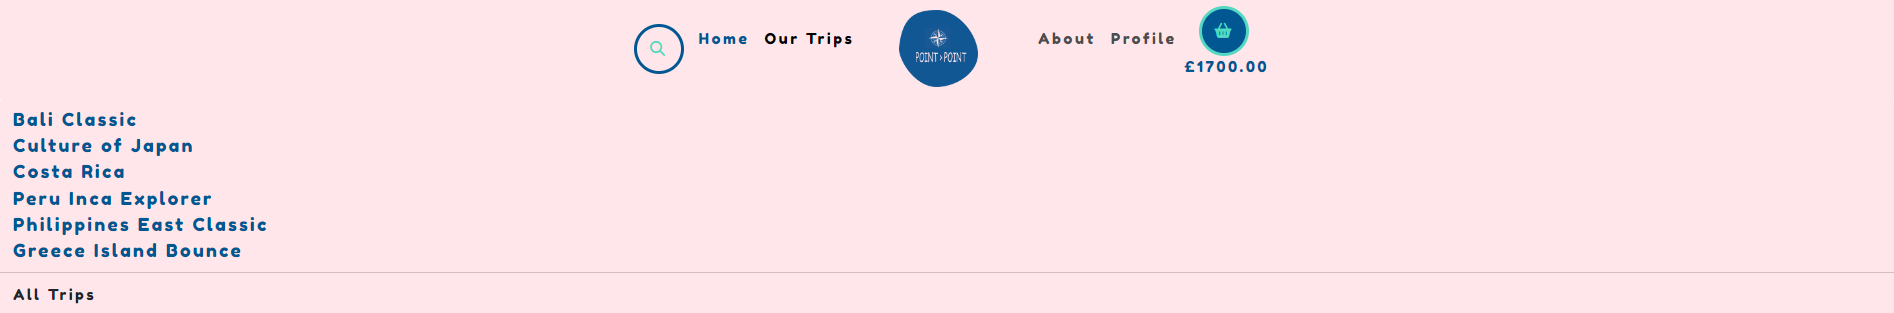 Home Our Trips POINT>POINT About Profile
£1700.00
Bali Classic
Culture of Japan
Costa Rica
Peru Inca Explorer
Philippines East Classic
Greece Island Bounce
All Trips